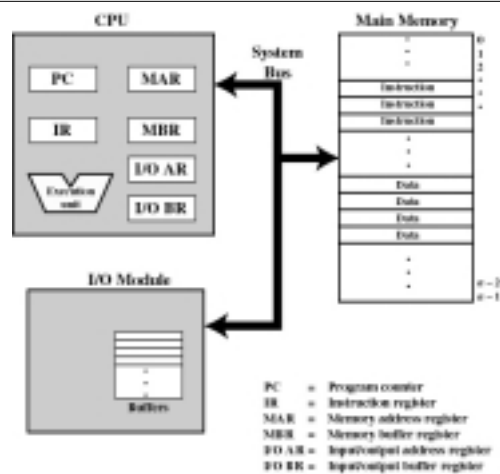 CPU
Main Memory
System
Bus
PC
MAR
IR
MBR
I/O AR
I/O BR
Execution
unit
0
1
2
Instruction
Instruction
Instruction
Data
Data
Data
Data
n - 2
n - 1
I/O Module
Buffers
PC = Program counter
IR = Instruction register
MAR = Memory address register
MBR = Memory buffer register
I/O AR = Input/output address register
I/O BR = Input/output buffer register